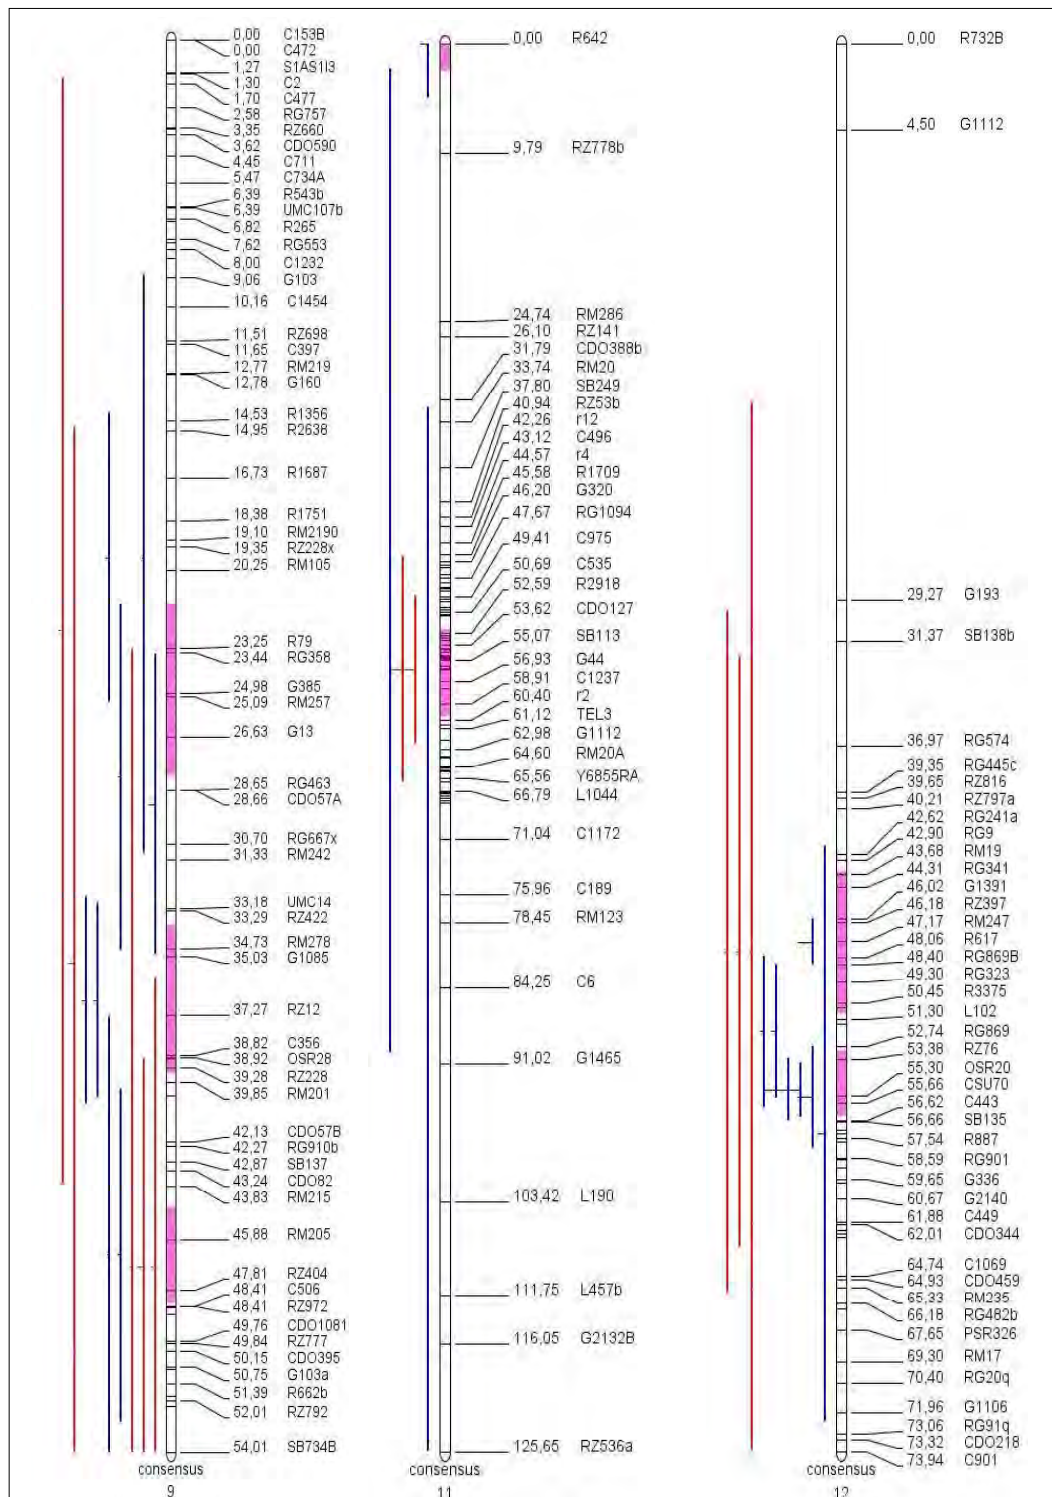 0,00 C153B
0,00 C472
1,27 S1AS1I3
1,30 C2
1,70 C477
2,58 RG757
3,35 RZ660
3,62 CDO590
4,45 C711
5,47 C734A
6,39 R543b
6,39 UMC107b
6,82 R265
7,62 RG553
8,00 C1232
9,06 G103
10,16 C1454
11,51 RZ698
11,65 C397
12,77 RM219
12,78 G160
14,53 R1356
14,95 R2638
16,73 R1687
18,38 R1751
19,10 RM2190
19,35 RZ228x
20,25 RM105
23,25 R79
23,44 RG358
24,98 G385
25,09 RM257
26,63 G13
28,65 RG463
28,66 CDO57A
30,70 RG667x
31,33 RM242
33,18 UMC14
33,29 RZ422
34,73 RM278
35,03 G1085
37,27 RZ12
38,82 C356
38,92 OSR28
39,28 RZ228
39,85 RM201
42,13 CDO57B
42,27 RG910b
42,87 SB137
43,24 CDO82
43,83 RM215
45,88 RM205
47,81 RZ404
48,41 C506
48,41 RZ972
49,76 CDO1081
49,84 RZ777
50,15 CDO395
50,75 G103a
51,39 R662b
52,01 RZ792
54,01 SB734B
consensus
9
0,00 R642
9,79 RZ778b
24,74 RM286
26,10 RZ141
31,79 CDO388b
33,74 RM20
37,80 SB249
40,94 RZ53b
42,26 r12
43,12 C496
44,57 r4
45,58 R1709
46,20 G320
47,67 RG1094
49,41 C975
50,69 C535
52,59 R2918
53,62 CDO127
55,07 SB113
56,93 G44
58,91 C1237
60,40 r2
61,12 TEL3
62,98 G1112
64,60 RM20A
65,56 Y6855RA
66,79 L1044
71,04 C1172
75,96 C189
78,45 RM123
84,25 C6
91,02 G1465
103,42 L190
111,75 L457b
116,05 G2132B
125,65 RZ536a
consensus
11
0,00 R732B
4,50 G1112
29,27 G193
31,37 SB138b
36,97 RG574
39,35 RG445c
39,65 RZ816
40,21 RZ797a
42,62 RG241a
42,90 RG9
43,68 RM19
44,31 RG341
46,02 G1391
46,18 RZ397
47,17 RM247
48,06 R617
48,40 RG869B
49,30 RG323
50,45 R3375
51,30 L102
52,74 RG869
53,38 RZ76
55,30 OSR20
55,66 CSU70
56,62 C443
56,66 SB135
57,54 R887
58,59 RG901
59,65 G336
60,67 G2140
61,88 C449
62,01 CDO344
64,74 C1069
64,93 CDO459
65,33 RM235
66,18 RG482b
67,65 PSR326
69,30 RM17
70,40 RG20q
71,96 G1106
73,06 RG91q
73,32 CDO218
73,94 C901
consensus
12